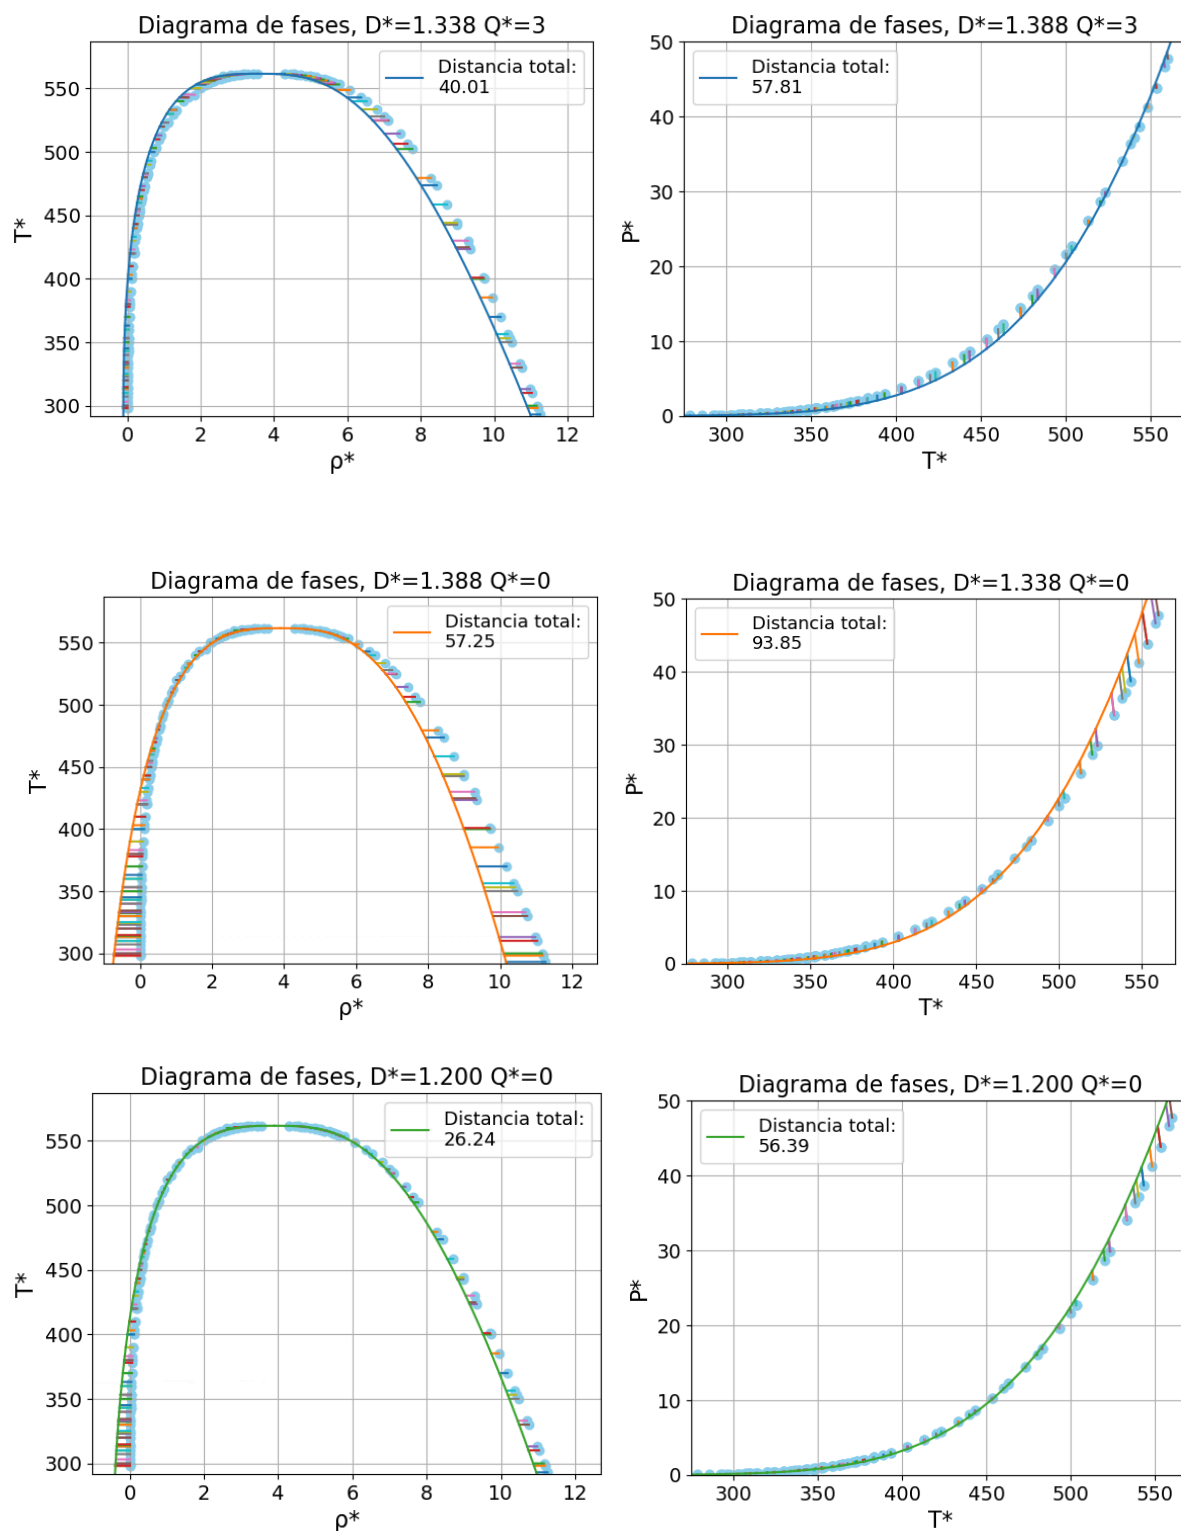 Diagrama de fases, D*=1.338 Q*=3
Distancia total:
40.01
550
500
450
400
350
300
T*
0 2 4 6 8 10 12
ρ*
Diagrama de fases, D*=1.388 Q*=3
Distancia total:
57.81
50
40
30
20
10
0
P*
300 350 400 450 500 550
T*
Diagrama de fases, D*=1.388 Q*=0
Distancia total:
57.25
550
500
450
400
350
300
T*
0 2 4 6 8 10 12
ρ*
Diagrama de fases, D*=1.338 Q*=0
Distancia total:
93.85
50
40
30
20
10
0
P*
300 350 400 450 500 550
T*
Diagrama de fases, D*=1.200 Q*=0
Distancia total:
26.24
550
500
450
400
350
300
T*
0 2 4 6 8 10 12
ρ*
Diagrama de fases, D*=1.200 Q*=0
Distancia total:
56.39
50
40
30
20
10
0
P*
300 350 400 450 500 550
T*